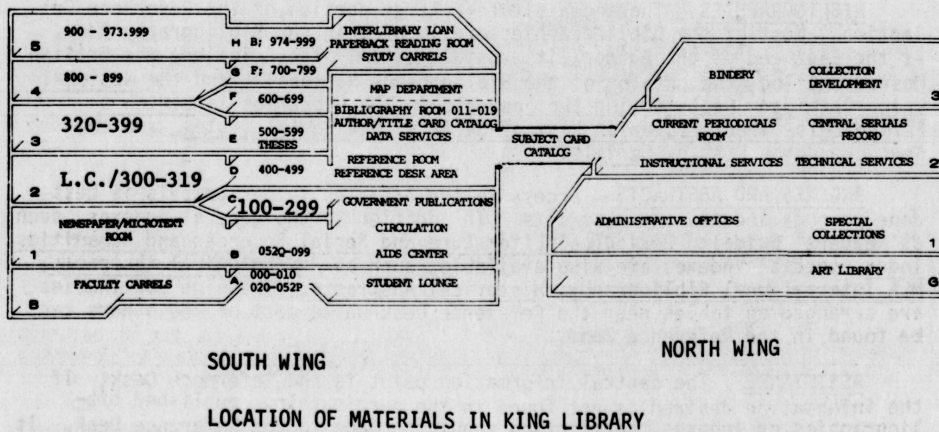 900 - 973.999
H B; 974-999
INTERLIBRARY LOAN
PAPERBACK READING ROOM
STUDY CARRELS
5
G F; 700-799
800 - 899
MAP DEPARTMENT
4
F
600-699
BIBLIOGRAPHY ROOM 011-019
AUTHOR/TITLE CARD CATALOG
DATA SERVICES
320-399
E
500-599
THESES
3
REFERENCE ROOM
REFERENCE DESK AREA
D
400-499
L.C./300-319
2
C
100-299
GOVERNMENT PUBLICATIONS
NEWSPAPER/MICROTEXT
ROOM
CIRCULATION
1
B
052Q-099
AIDS CENTER
FACULTY CARRELS
A
000-010
020-052P
STUDENT LOUNGE
B
SUBJECT CARD
CATALOG
BINDERY
COLLECTION
DEVELOPMENT
3
CURRENT PERIODICALS
ROOM
CENTRAL SERIALS
RECORD
INSTRUCTIONAL SERVICES
TECHNICAL SERVICES
2
ADMINISTRATIVE OFFICES
SPECIAL
COLLECTIONS
1
ART LIBRARY
G
SOUTH WING
NORTH WING
LOCATION OF MATERIALS IN KING LIBRARY